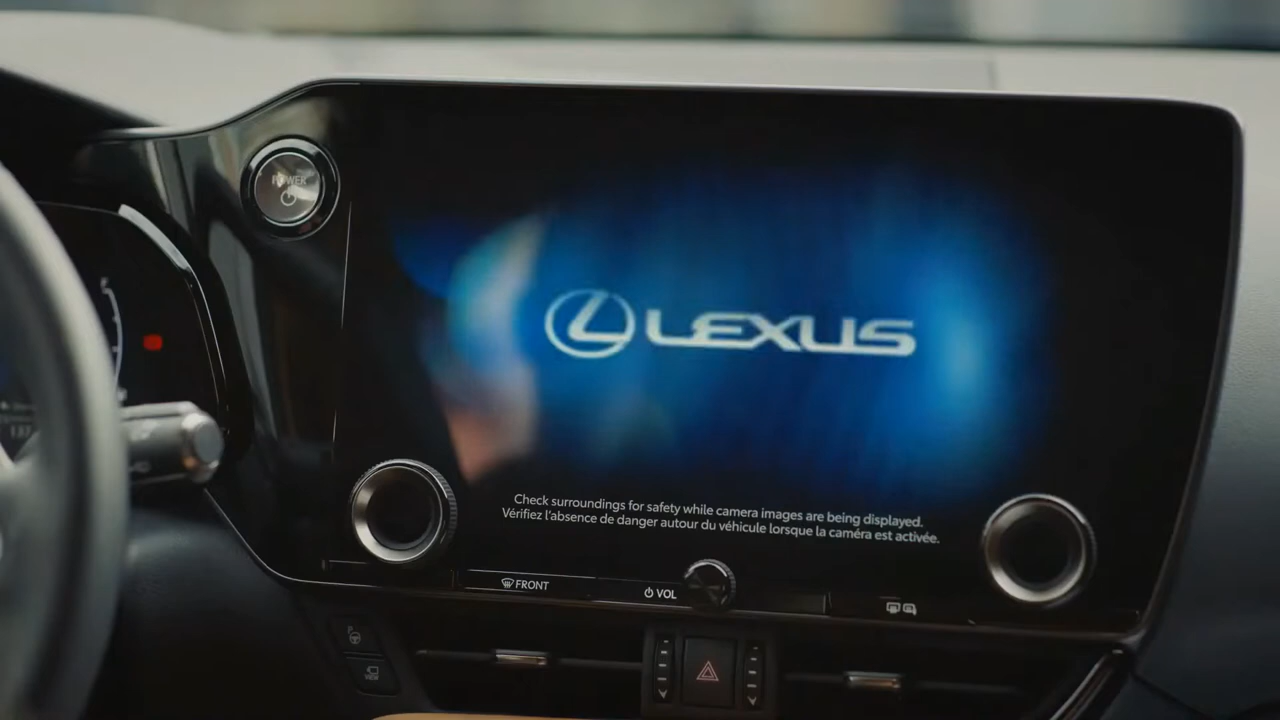 POWER
LEXUS
Check surroundings for safety while camera images are being displayed.
Vérifiez l'absence de danger autour du véhicule lorsque la caméra est activée.
FRONT
VOL
VIEW